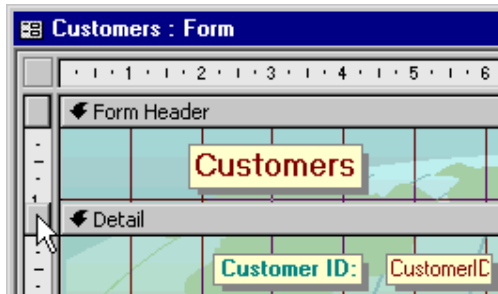 Customers : Form
1 2 3 4 5 6
Form Header
1
Customers
Detail
Customer ID: CustomerID